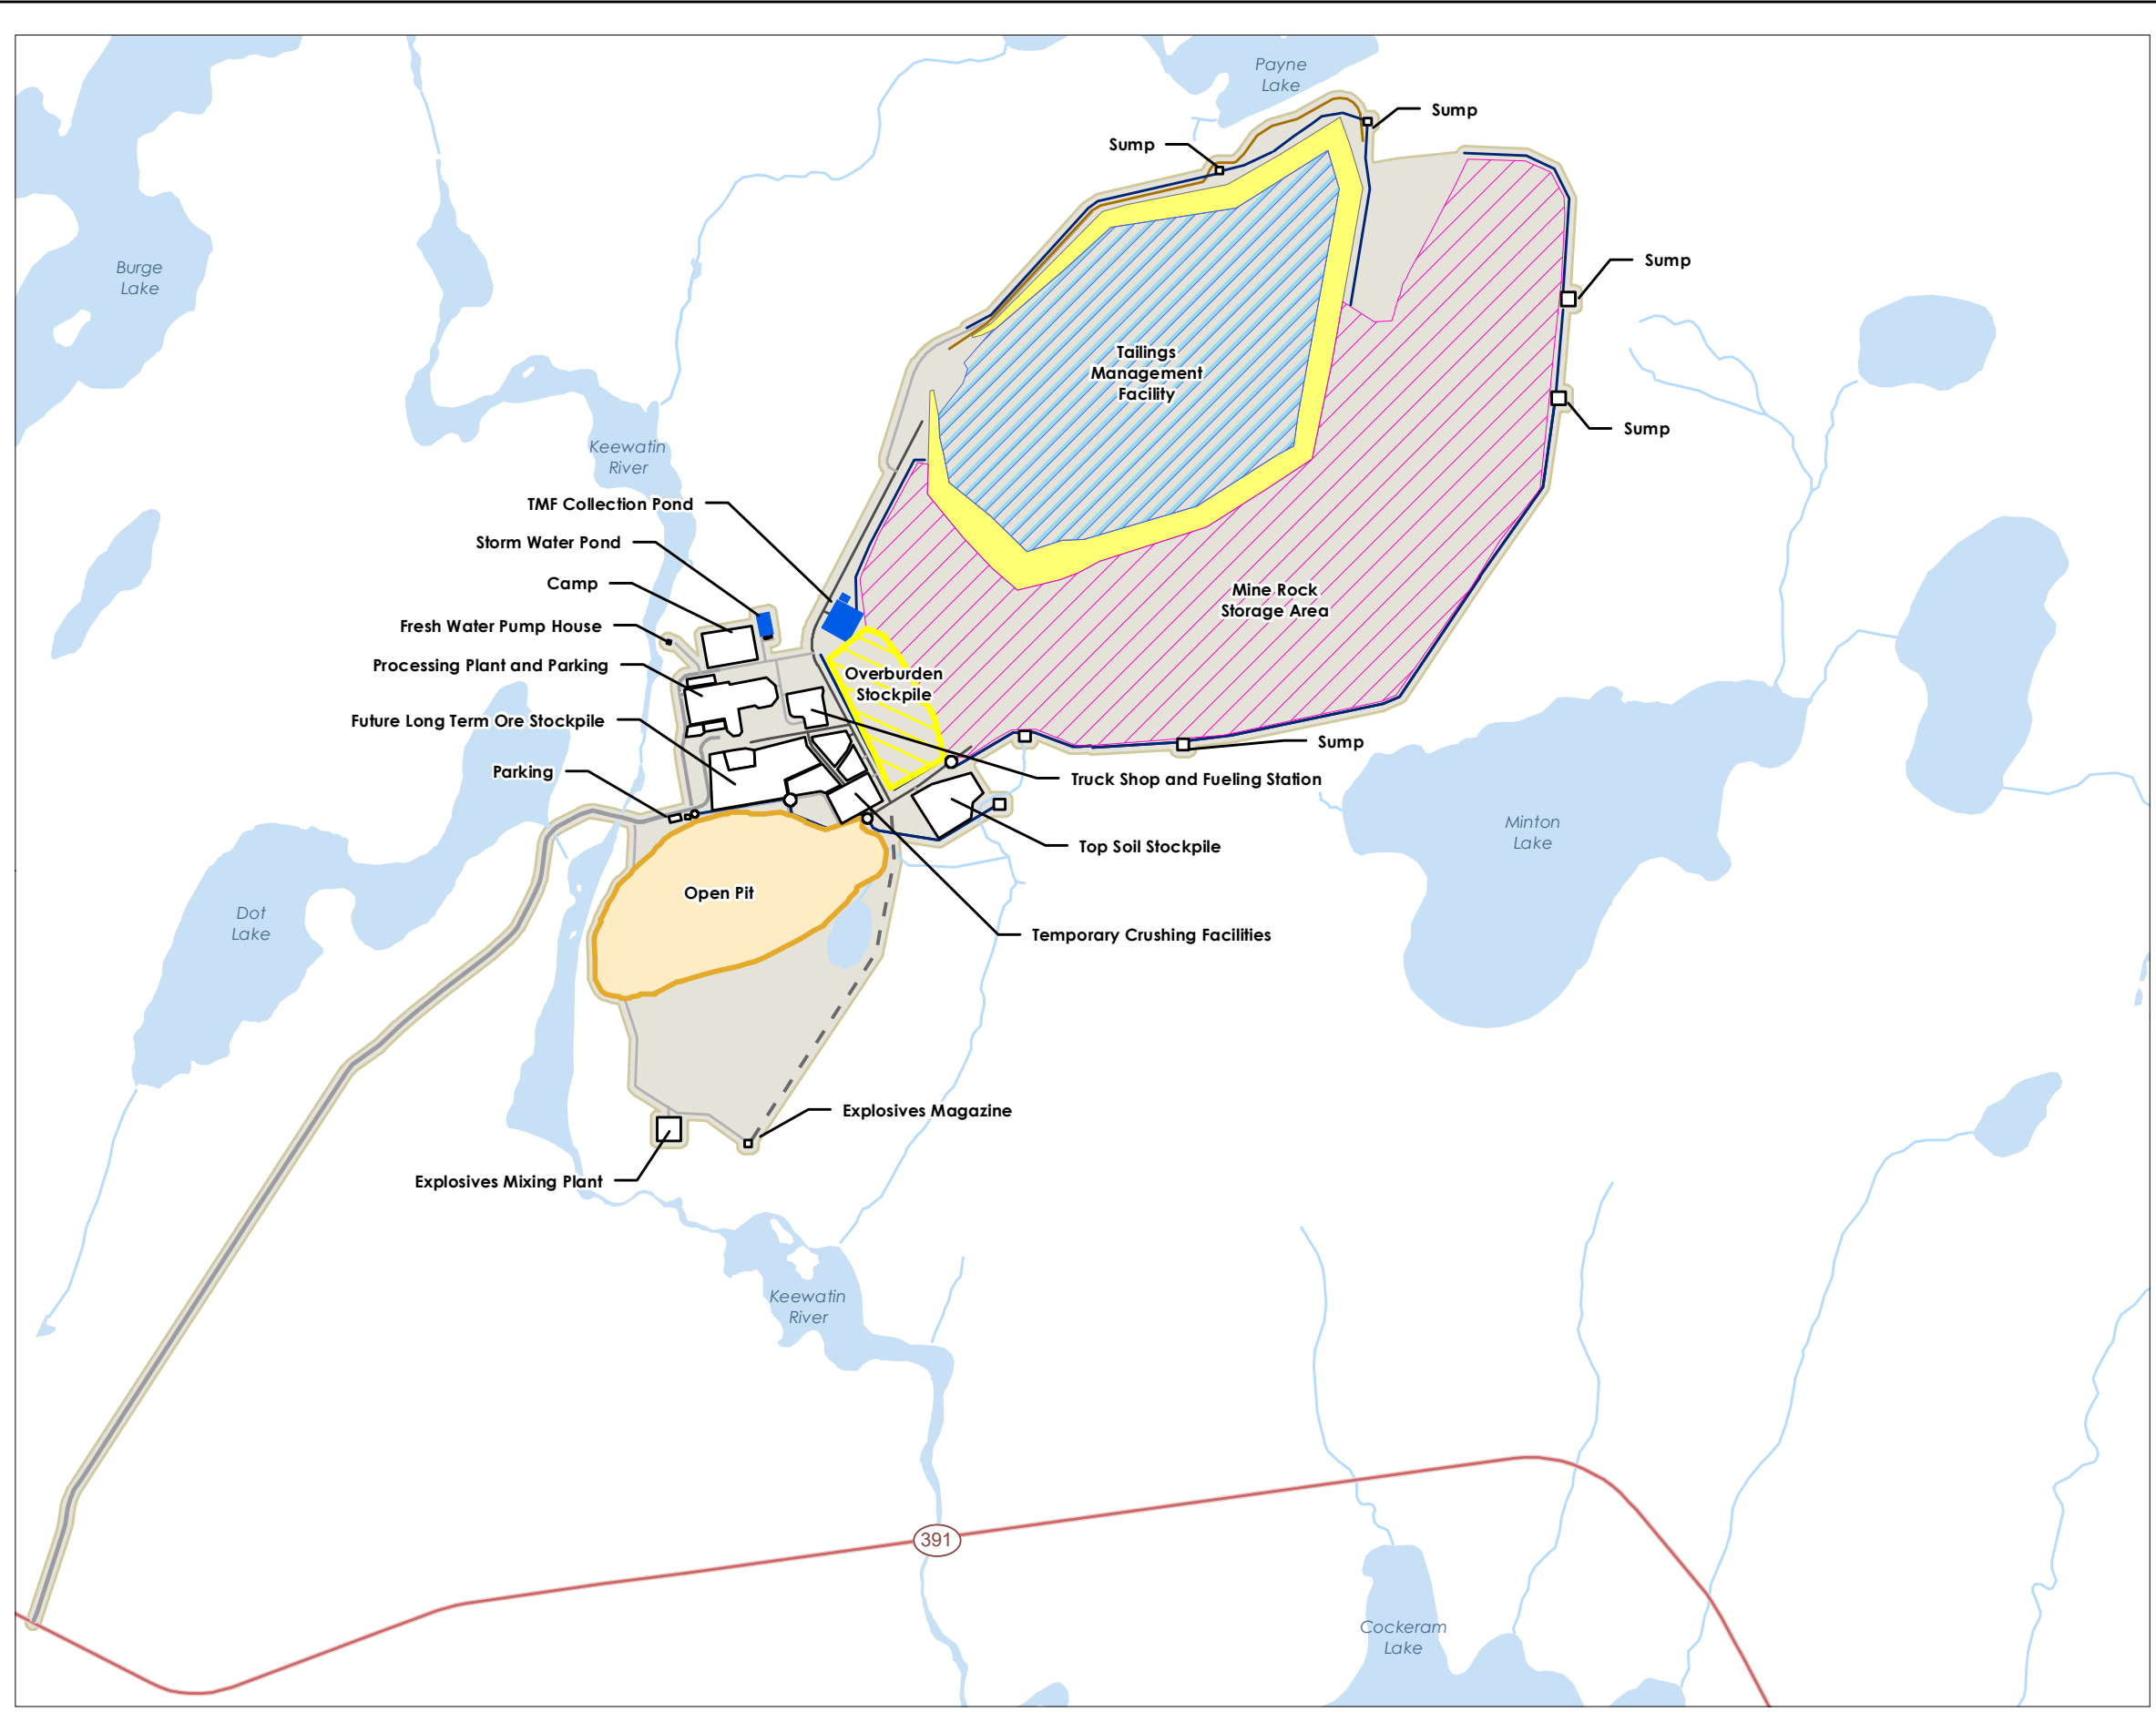 Payne
Lake
Sump
Sump
Burge
Lake
Sump
Tailings
Management
Facility
Sump
Keewatin
River
TMF Collection Pond
Storm Water Pond
Camp
Mine Rock
Storage Area
Fresh Water Pump House
Processing Plant and Parking
Overburden
Stockpile
Future Long Term Ore Stockpile
Sump
Parking
Truck Shop and Fueling Station
Minton
Lake
Top Soil Stockpile
Open Pit
Dot
Lake
Temporary Crushing Facilities
Explosives Magazine
Explosives Mixing Plant
Keewatin
River
391
Cockeram
Lake